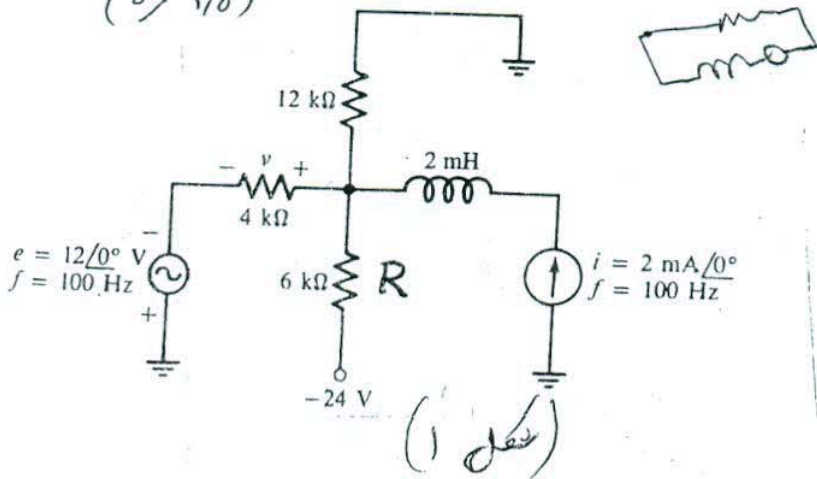 12 kΩ
− v +
2 mH
4 kΩ
−
e = 12/0° V
f = 100 Hz
+
6 kΩ R
i = 2 mA/0°
f = 100 Hz
−24 V